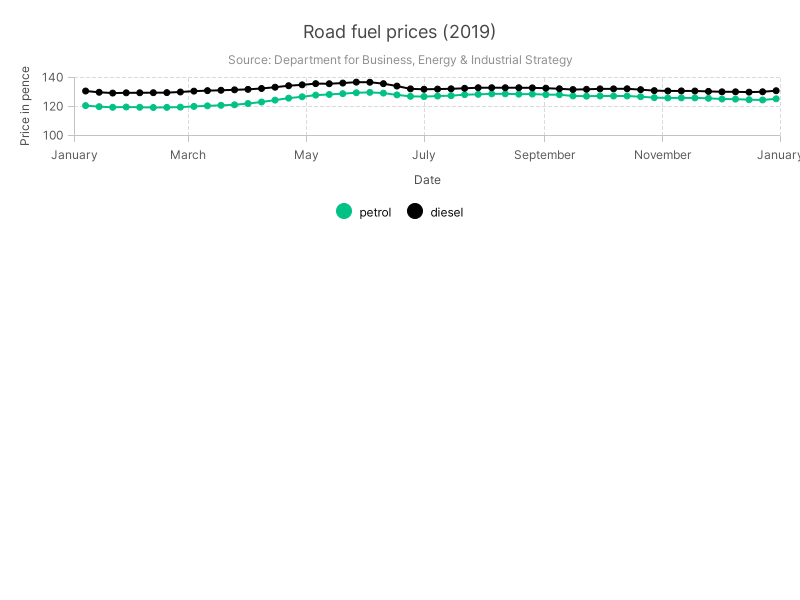 Road fuel prices (2019)
Source: Department for Business, Energy & Industrial Strategy
Price in pence
140
120
100
January March May July September November January
Date
petrol diesel